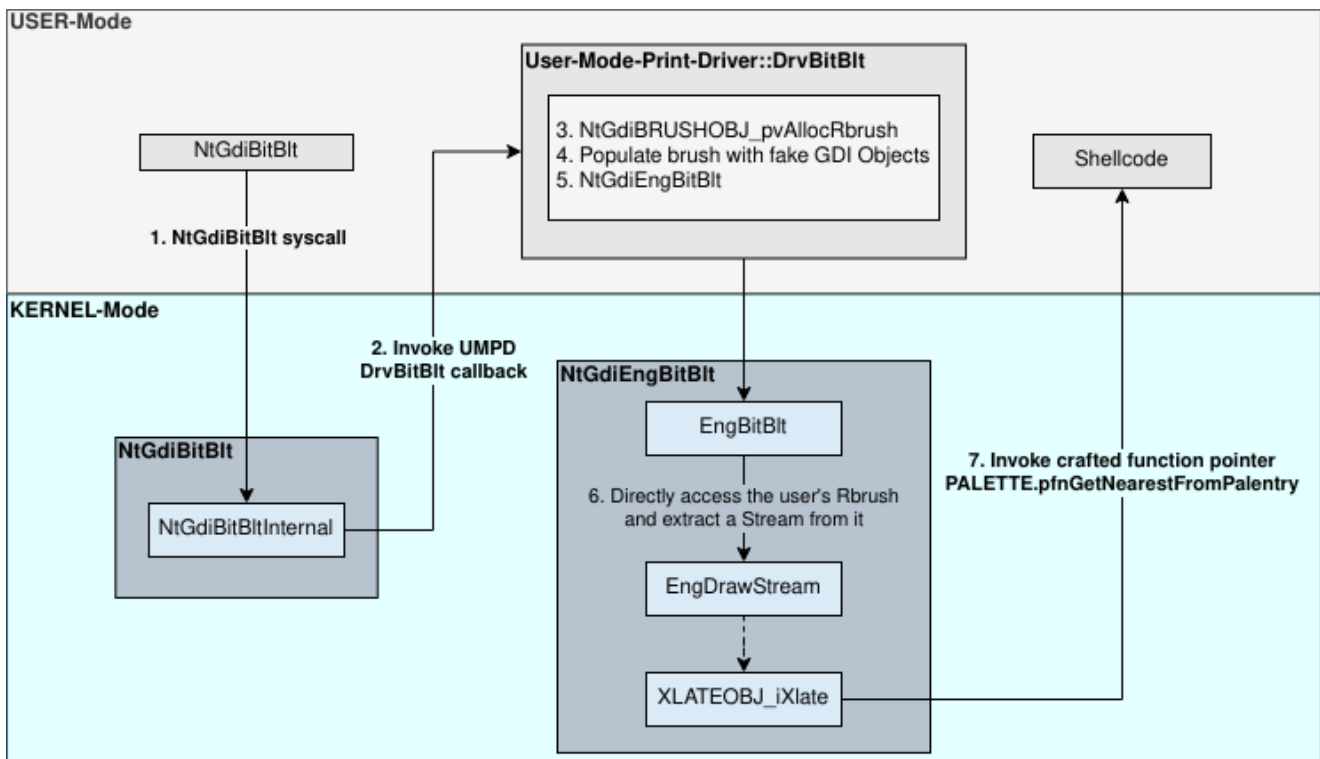 USER-Mode
User-Mode-Print-Driver::DrvBitBlt
3. NtGdiBRUSHOBJ_pvAllocRbrush
4. Populate brush with fake GDI Objects
5. NtGdiEngBitBlt
NtGdiBitBlt
Shellcode
1. NtGdiBitBlt syscall
KERNEL-Mode
2. Invoke UMPD
DrvBitBlt callback
NtGdiEngBitBlt
EngBitBlt
NtGdiBitBlt
NtGdiBitBltInternal
6. Directly access the user's Rbrush
and extract a Stream from it
7. Invoke crafted function pointer
PALETTE.pfnGetNearestFromPalentry
EngDrawStream
XLATEOBJ_iXlate